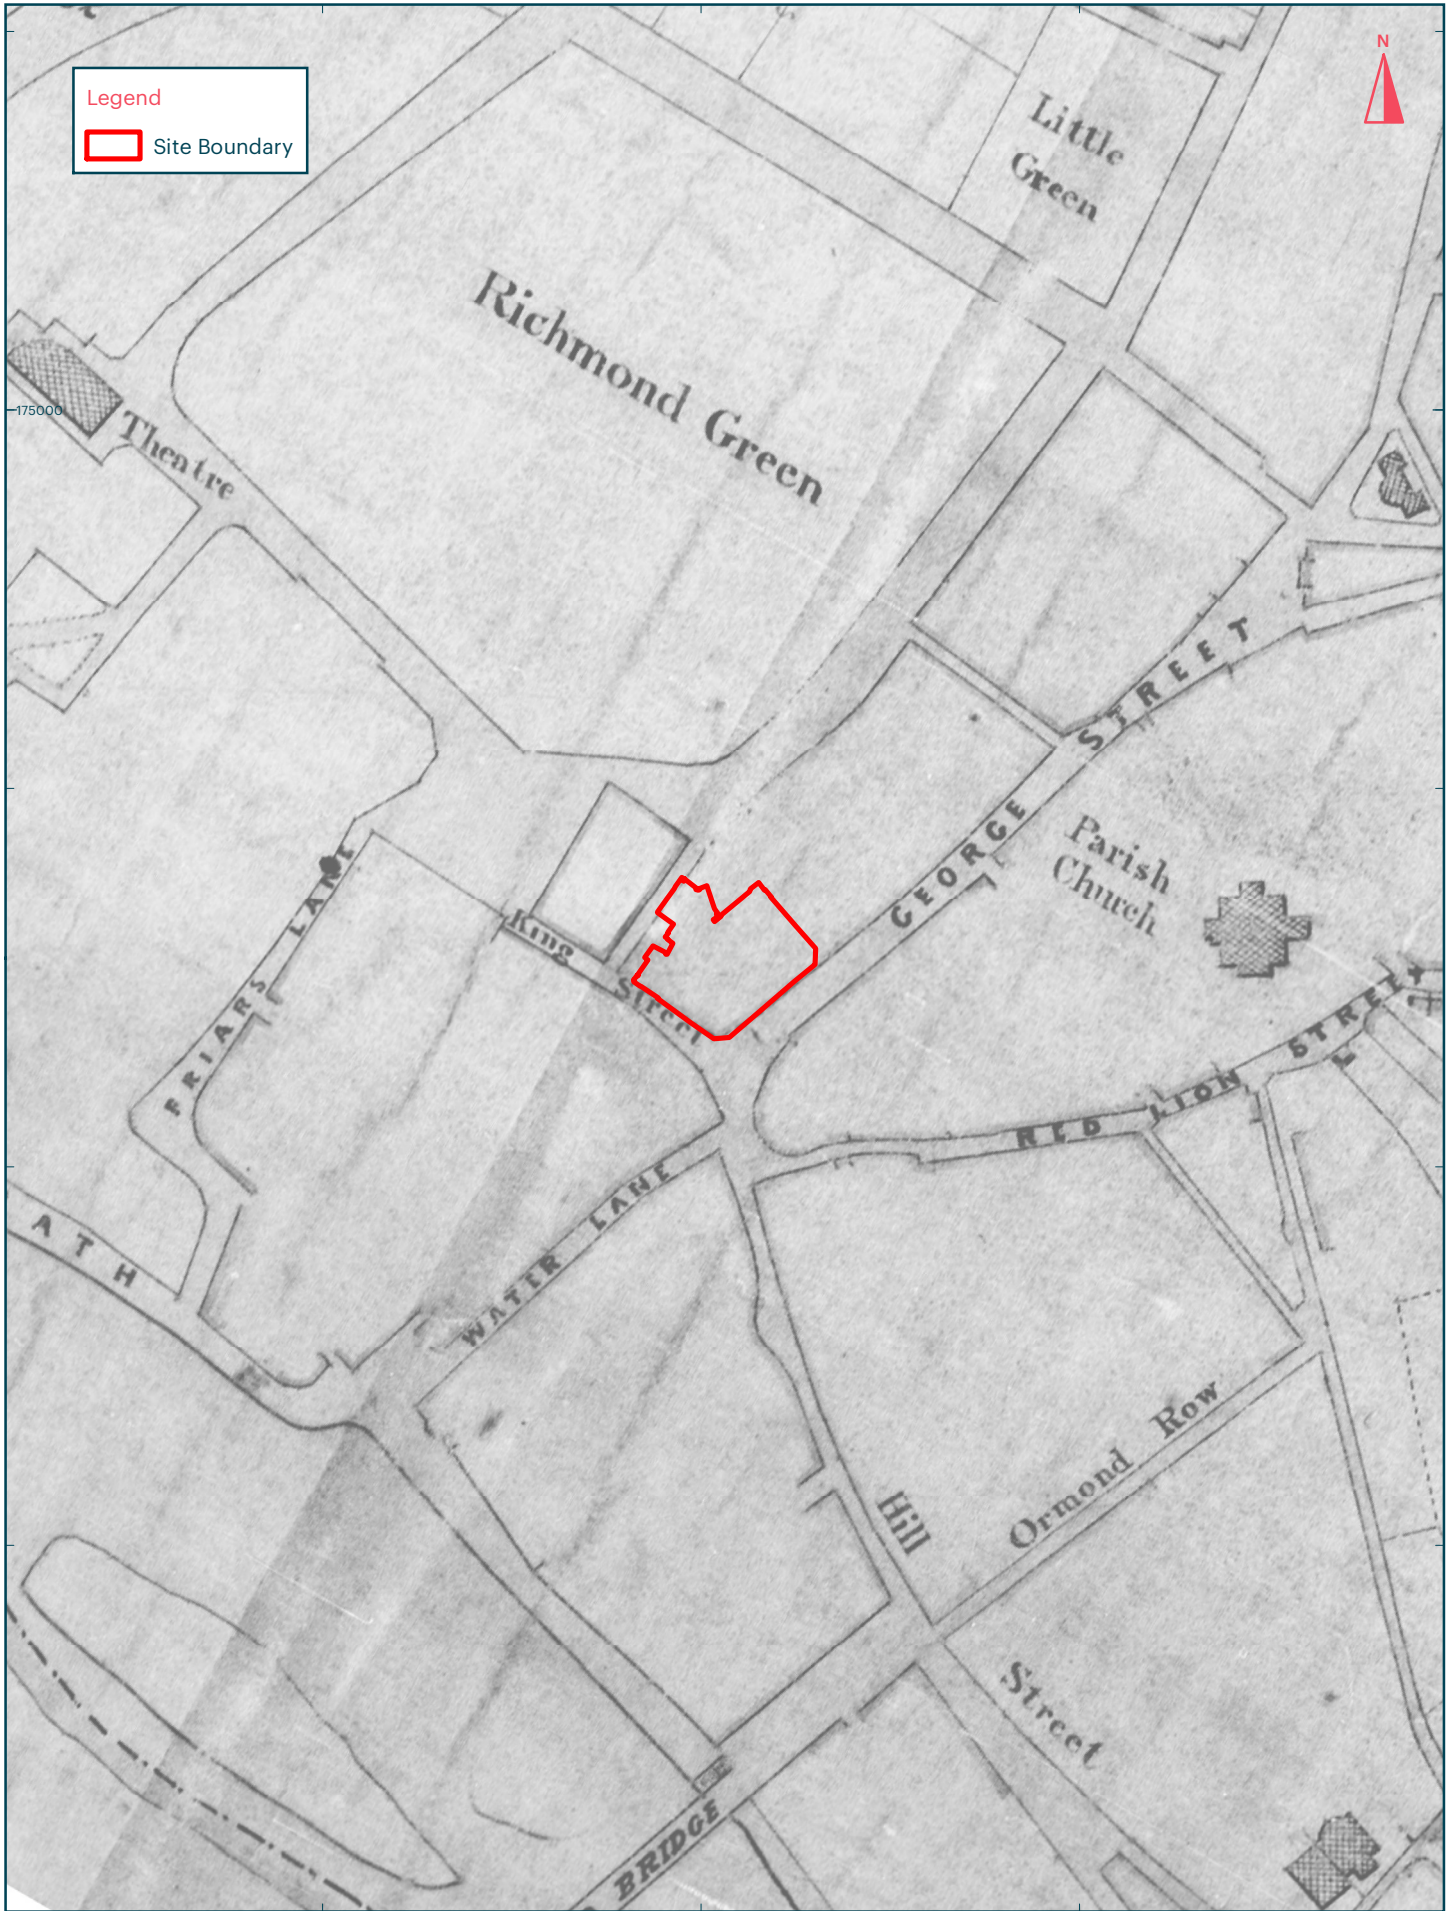 N
Legend
Site Boundary
Little
Green
Richmond Green
175000
Theatre
GEORGE STREET
Parish
Church
FRIARS LANE
King
Street
RED LION STREET
WATER LANE
ATH
Ormond Row
Hill
Street
BRIDGE